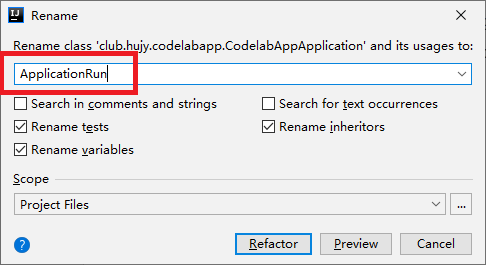 IJ Rename
Rename class 'club.hujy.codelabapp.CodelabAppApplication' and its usages to:
ApplicationRun
Search in comments and strings Search for text occurrences
Rename tests Rename inheritors
Rename variables
Scope
Project Files ...
? Refactor Preview Cancel